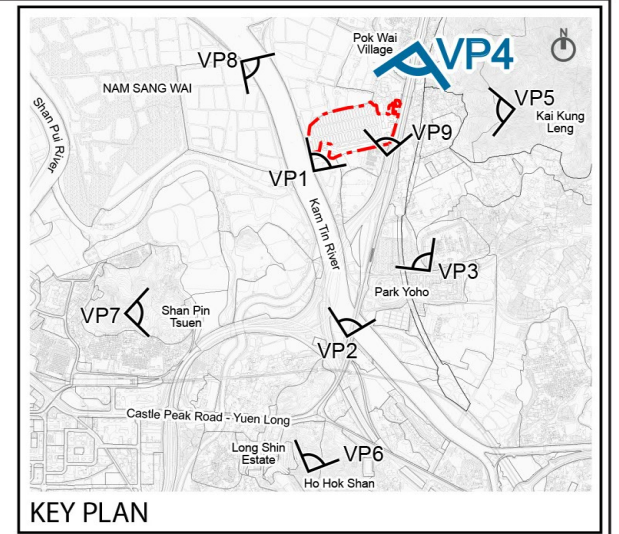 Pok Wai
Village
VP4
N
VP8
NAM SANG WAI
VP5
Kai Kung
Leng
Shan Pui River
VP9
VP1
Kam Tin River
VP3
Park Yoho
VP7
Shan Pin
Tsuen
VP2
Castle Peak Road - Yuen Long
Long Shin
Estate
VP6
Ho Hok Shan
KEY PLAN